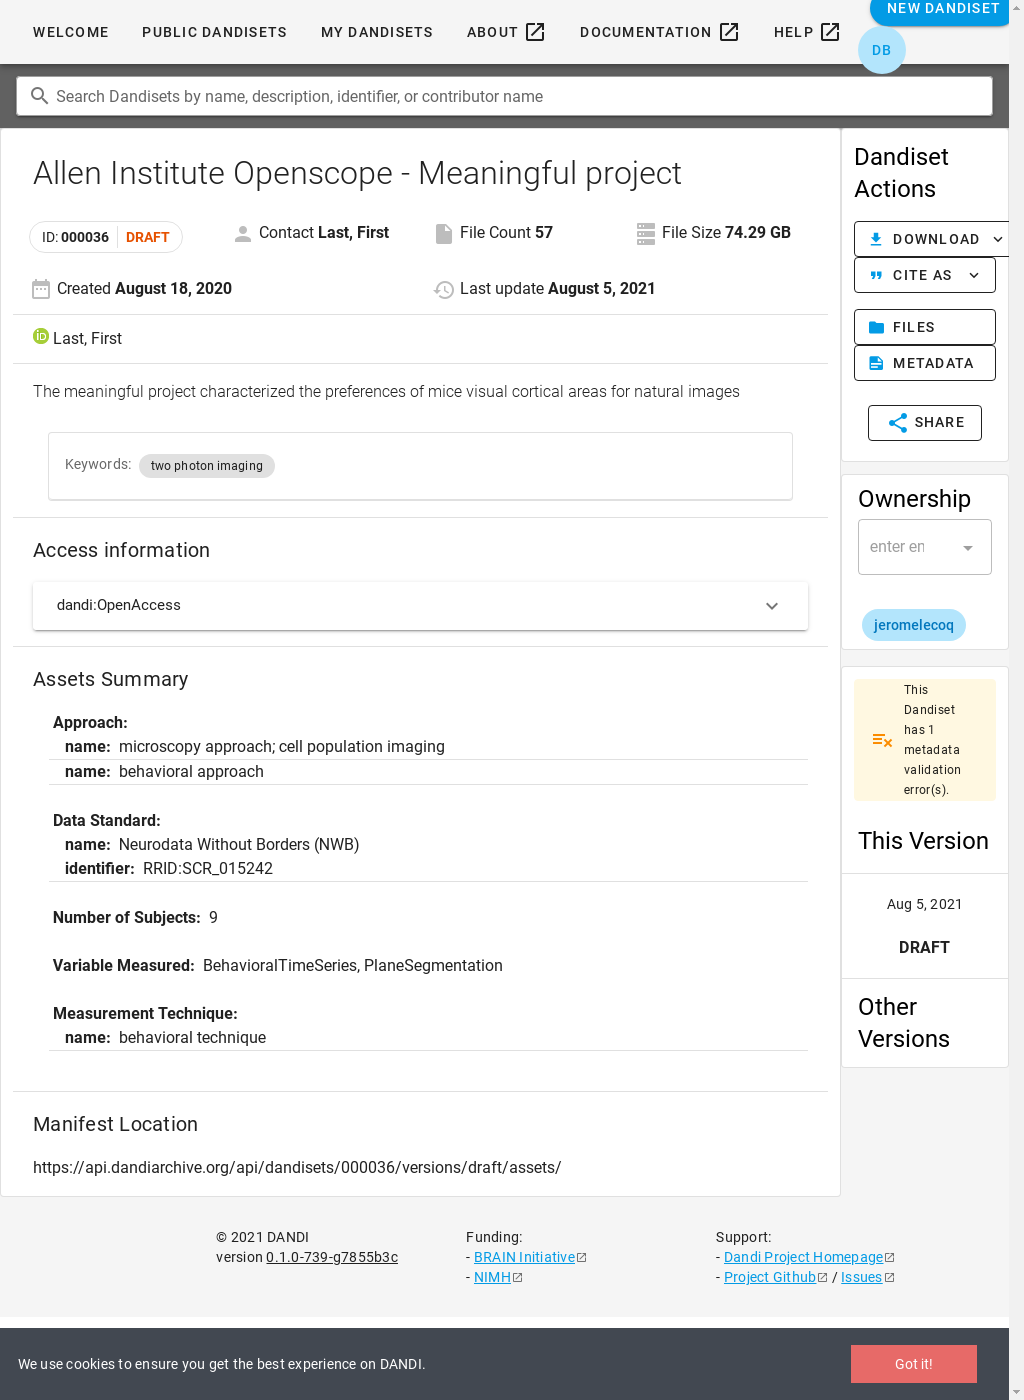 NEW DANDISET
WELCOME PUBLIC DANDISETS MY DANDISETS ABOUT DOCUMENTATION HELP
DB
Search Dandisets by name, description, identifier, or contributor name
Allen Institute Openscope - Meaningful project
ID: 000036 DRAFT
Contact Last, First
File Count 57
File Size 74.29 GB
Created August 18, 2020
Last update August 5, 2021
iD Last, First
The meaningful project characterized the preferences of mice visual cortical areas for natural images
Keywords: two photon imaging
Access information
dandi:OpenAccess
Assets Summary
Approach:
name: microscopy approach; cell population imaging
name: behavioral approach
Data Standard:
name: Neurodata Without Borders (NWB)
identifier: RRID:SCR_015242
Number of Subjects: 9
Variable Measured: BehavioralTimeSeries, PlaneSegmentation
Measurement Technique:
name: behavioral technique
Manifest Location
https://api.dandiarchive.org/api/dandisets/000036/versions/draft/assets/
Dandiset
Actions
DOWNLOAD
CITE AS
FILES
METADATA
SHARE
Ownership
enter en
jeromelecoq
This
Dandiset
has 1
metadata
validation
error(s).
This Version
Aug 5, 2021
DRAFT
Other
Versions
© 2021 DANDI
version 0.1.0-739-g7855b3c
Funding:
- BRAIN Initiative
- NIMH
Support:
- Dandi Project Homepage
- Project Github / Issues
We use cookies to ensure you get the best experience on DANDI.
Got it!